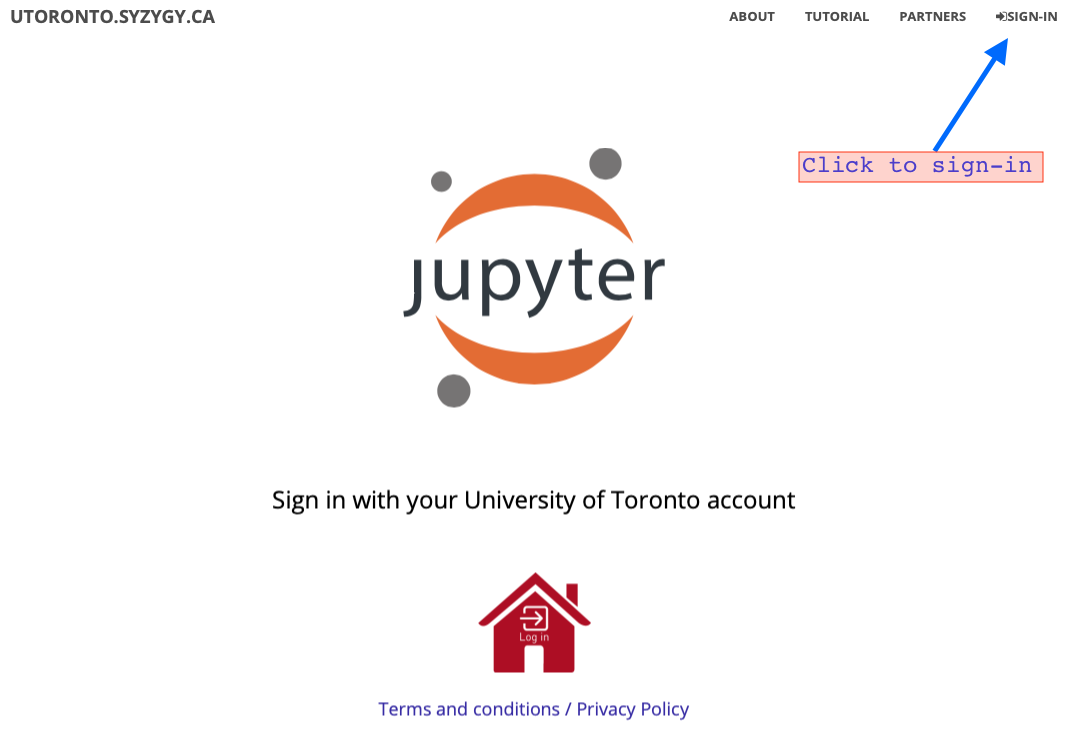 UTORONTO.SYZYGY.CA ABOUT TUTORIAL PARTNERS SIGN-IN
Click to sign-in
jupyter
Sign in with your University of Toronto account
Log in
Terms and conditions / Privacy Policy